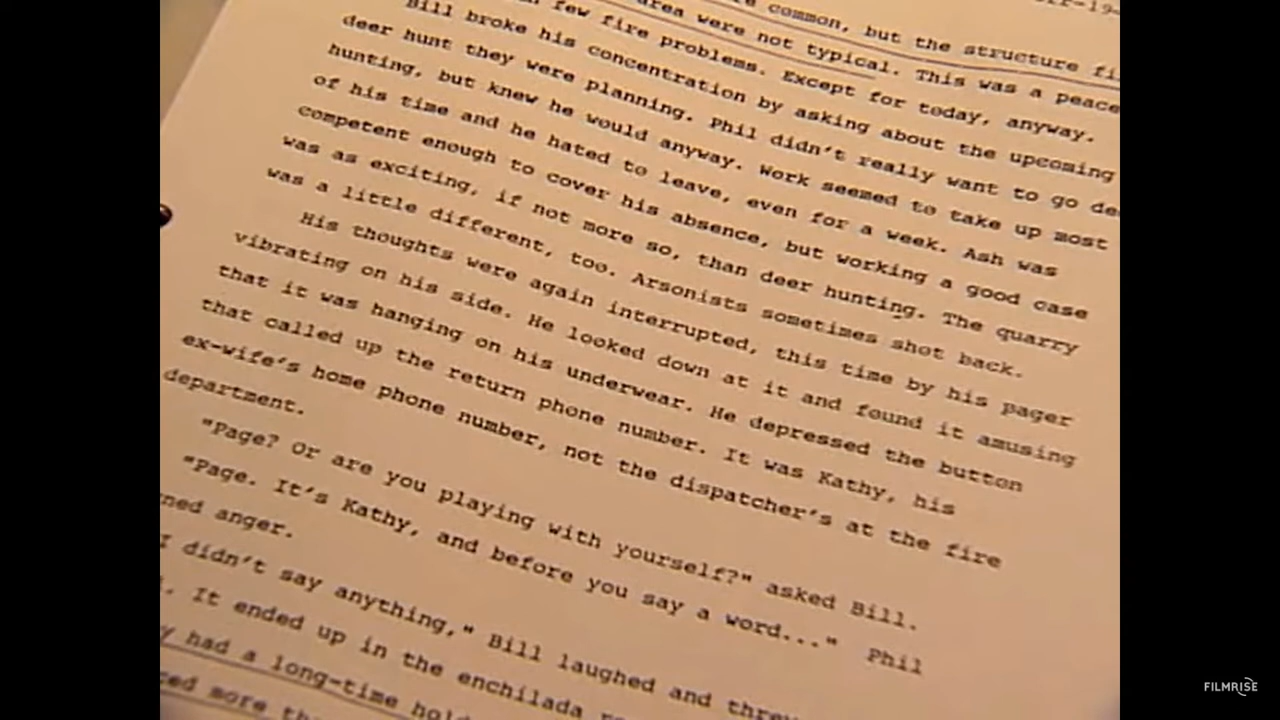 -19-
common, but the structure fi
area were not typical. This was a peace
few fire problems. Except for today, anyway.
Bill broke his concentration by asking about the upcoming
deer hunt they were planning. Phil didn't really want to go de
hunting, but knew he would anyway. Work seemed to take up most
of his time and he hated to leave, even for a week. Ash was
competent enough to cover his absence, but working a good case
was as exciting, if not more so, than deer hunting. The quarry
was a little different, too. Arsonists sometimes shot back.
His thoughts were again interrupted, this time by his pager
vibrating on his side. He looked down at it and found it amusing
that it was hanging on his underwear. He depressed the button
that called up the return phone number. It was Kathy, his
ex-wife's home phone number, not the dispatcher's at the fire
department.
"Page? Or are you playing with yourself?" asked Bill.
"Page. It's Kathy, and before you say a word..." Phil
ned anger.
I didn't say anything," Bill laughed and threw
. It ended up in the enchilada
y had a long-time hold
ed more th
FILMRISE